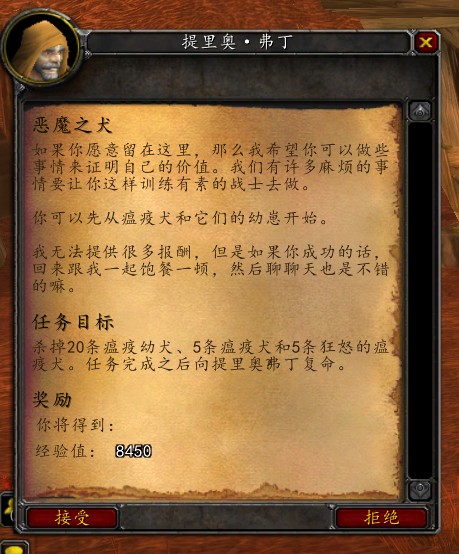 提里奥·弗丁
恶魔之犬
如果你愿意留在这里，那么我希望你可以做些
事情来证明自己的价值。我们有许多麻烦的事
情要让你这样训练有素的战士去做。
你可以先从瘟疫犬和它们的幼崽开始。
我无法提供很多报酬，但是如果你成功的话，
回来跟我一起饱餐一顿，然后聊聊天也是不错
的嘛。
任务目标
杀掉20条瘟疫幼犬、5条瘟疫犬和5条狂怒的瘟
疫犬。任务完成之后向提里奥弗丁复命。
奖励
你将得到：
经验值： 8450
接受
拒绝